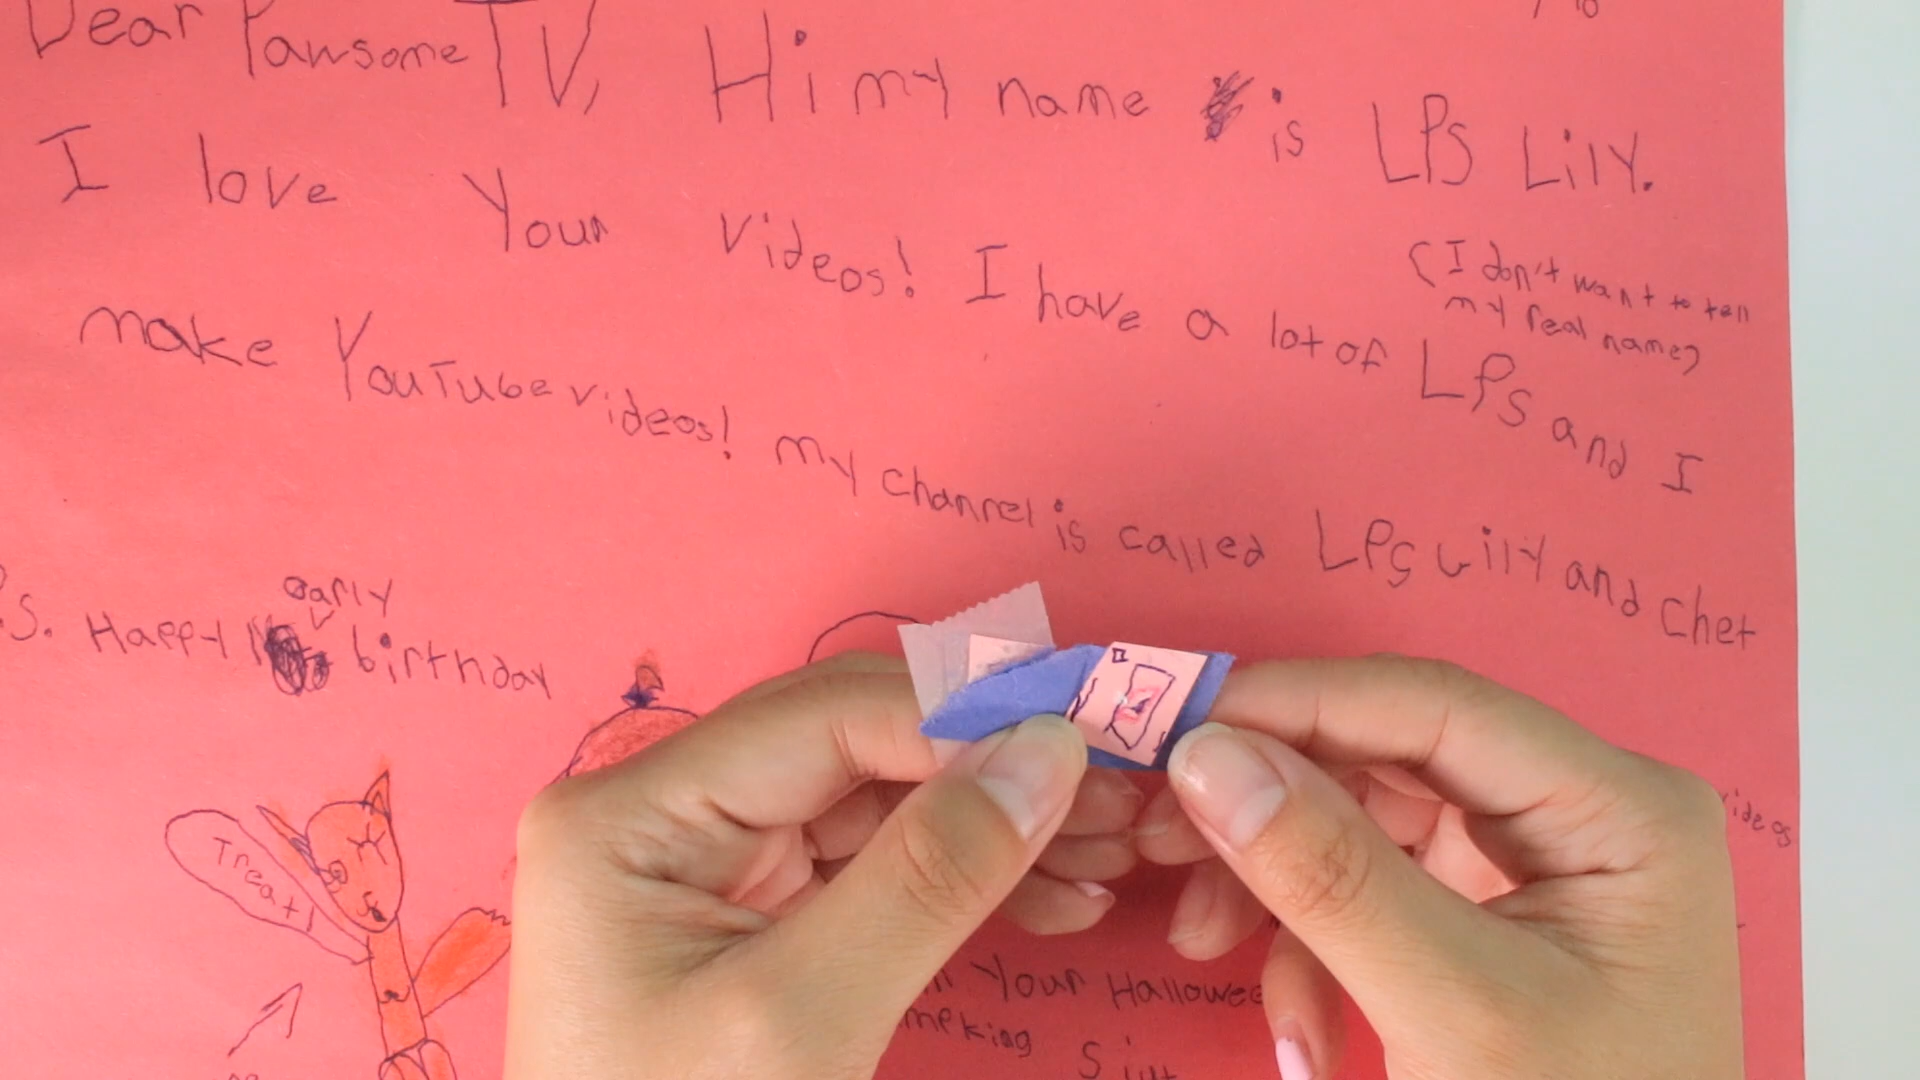 Dear Pawsome TV, Hi my name is LPS Lily.
(I don't want to tell
my real name)
I love your videos! I have a lot of LPS and I
make YouTube videos! My channel is called LPS Lily and Chet
.S. Happy early birthday
Treat!
videos
Your Hallowee